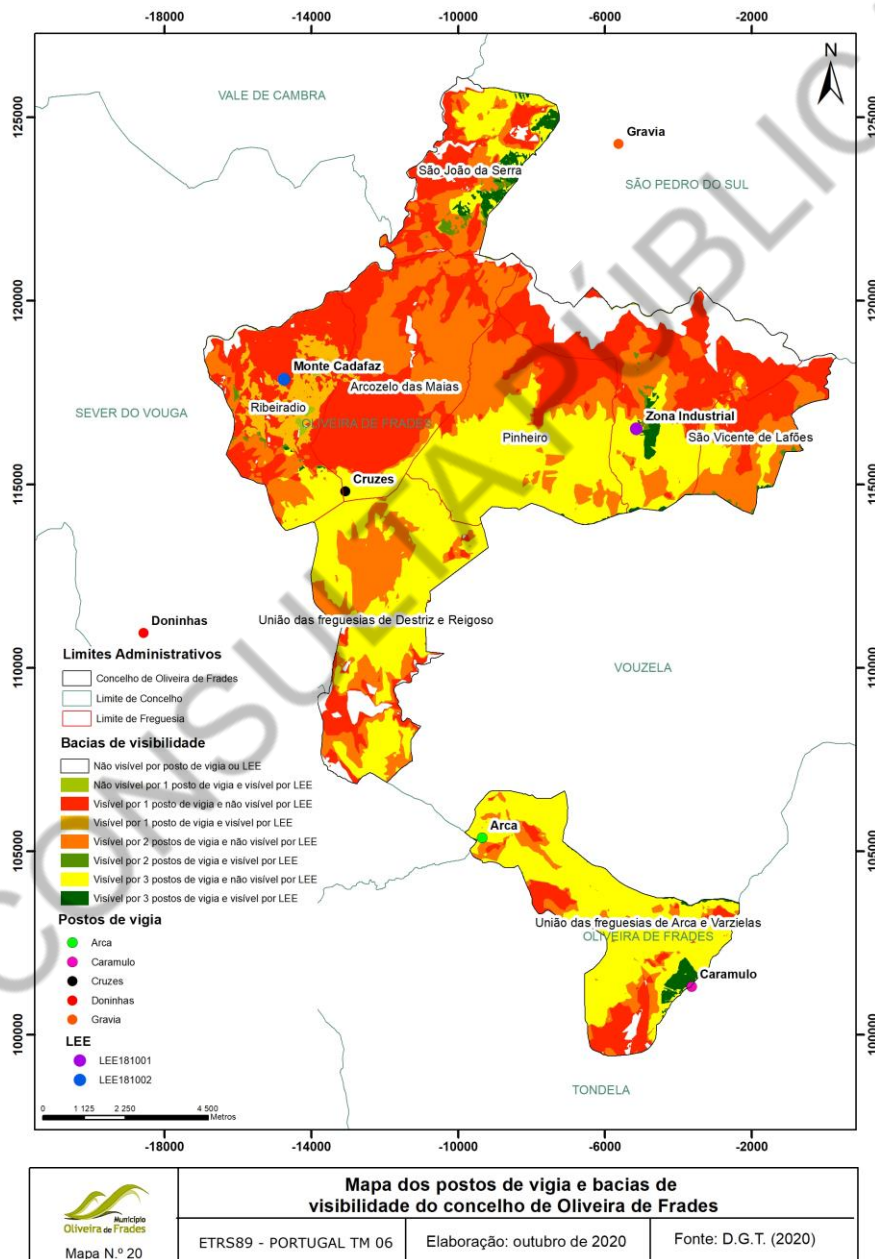 -18000 -14000 -10000 -6000 -2000
N
VALE DE CAMBRA
125000
125000
Gravia
São João da Serra
SÃO PEDRO DO SUL
120000
120000
Monte Cadafaz
Arcozelo das Maias
SEVER DO VOUGA
Ribeiradio
OLIVEIRA DE FRADES
Zona Industrial
Pinheiro
São Vicente de Lafões
Cruzes
115000
115000
Doninhas
União das freguesias de Destriz e Reigoso
VOUZELA
110000
110000
Limites Administrativos
Concelho de Oliveira de Frades
Limite de Concelho
Limite de Freguesia
Bacias de visibilidade
Não visível por posto de vigia ou LEE
Não visível por 1 posto de vigia e visível por LEE
Visível por 1 posto de vigia e não visível por LEE
Visível por 1 posto de vigia e visível por LEE
Visível por 2 postos de vigia e não visível por LEE
Visível por 2 postos de vigia e visível por LEE
Visível por 3 postos de vigia e não visível por LEE
Visível por 3 postos de vigia e visível por LEE
Postos de vigia
Arca
Caramulo
Cruzes
Doninhas
Gravia
LEE
LEE181001
LEE181002
0 1 125 2 250 4 500
Metros
Arca
105000
105000
União das freguesias de Arca e Varzielas
OLIVEIRA DE FRADES
Caramulo
100000
100000
TONDELA
-18000 -14000 -10000 -6000 -2000
CONSULTA PÚBLIC
Município
Oliveira de Frades
Mapa N.º 20
Mapa dos postos de vigia e bacias de
visibilidade do concelho de Oliveira de Frades
ETRS89 - PORTUGAL TM 06
Elaboração: outubro de 2020
Fonte: D.G.T. (2020)